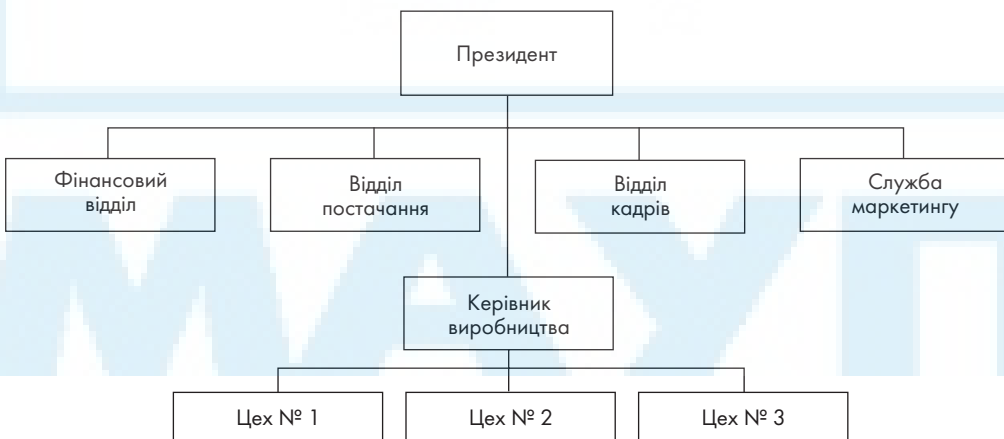 Президент
Фінансовий
відділ
Відділ
постачання
Відділ
кадрів
Служба
маркетингу
Керівник
виробництва
Цех № 1
Цех № 2
Цех № 3
МАУП